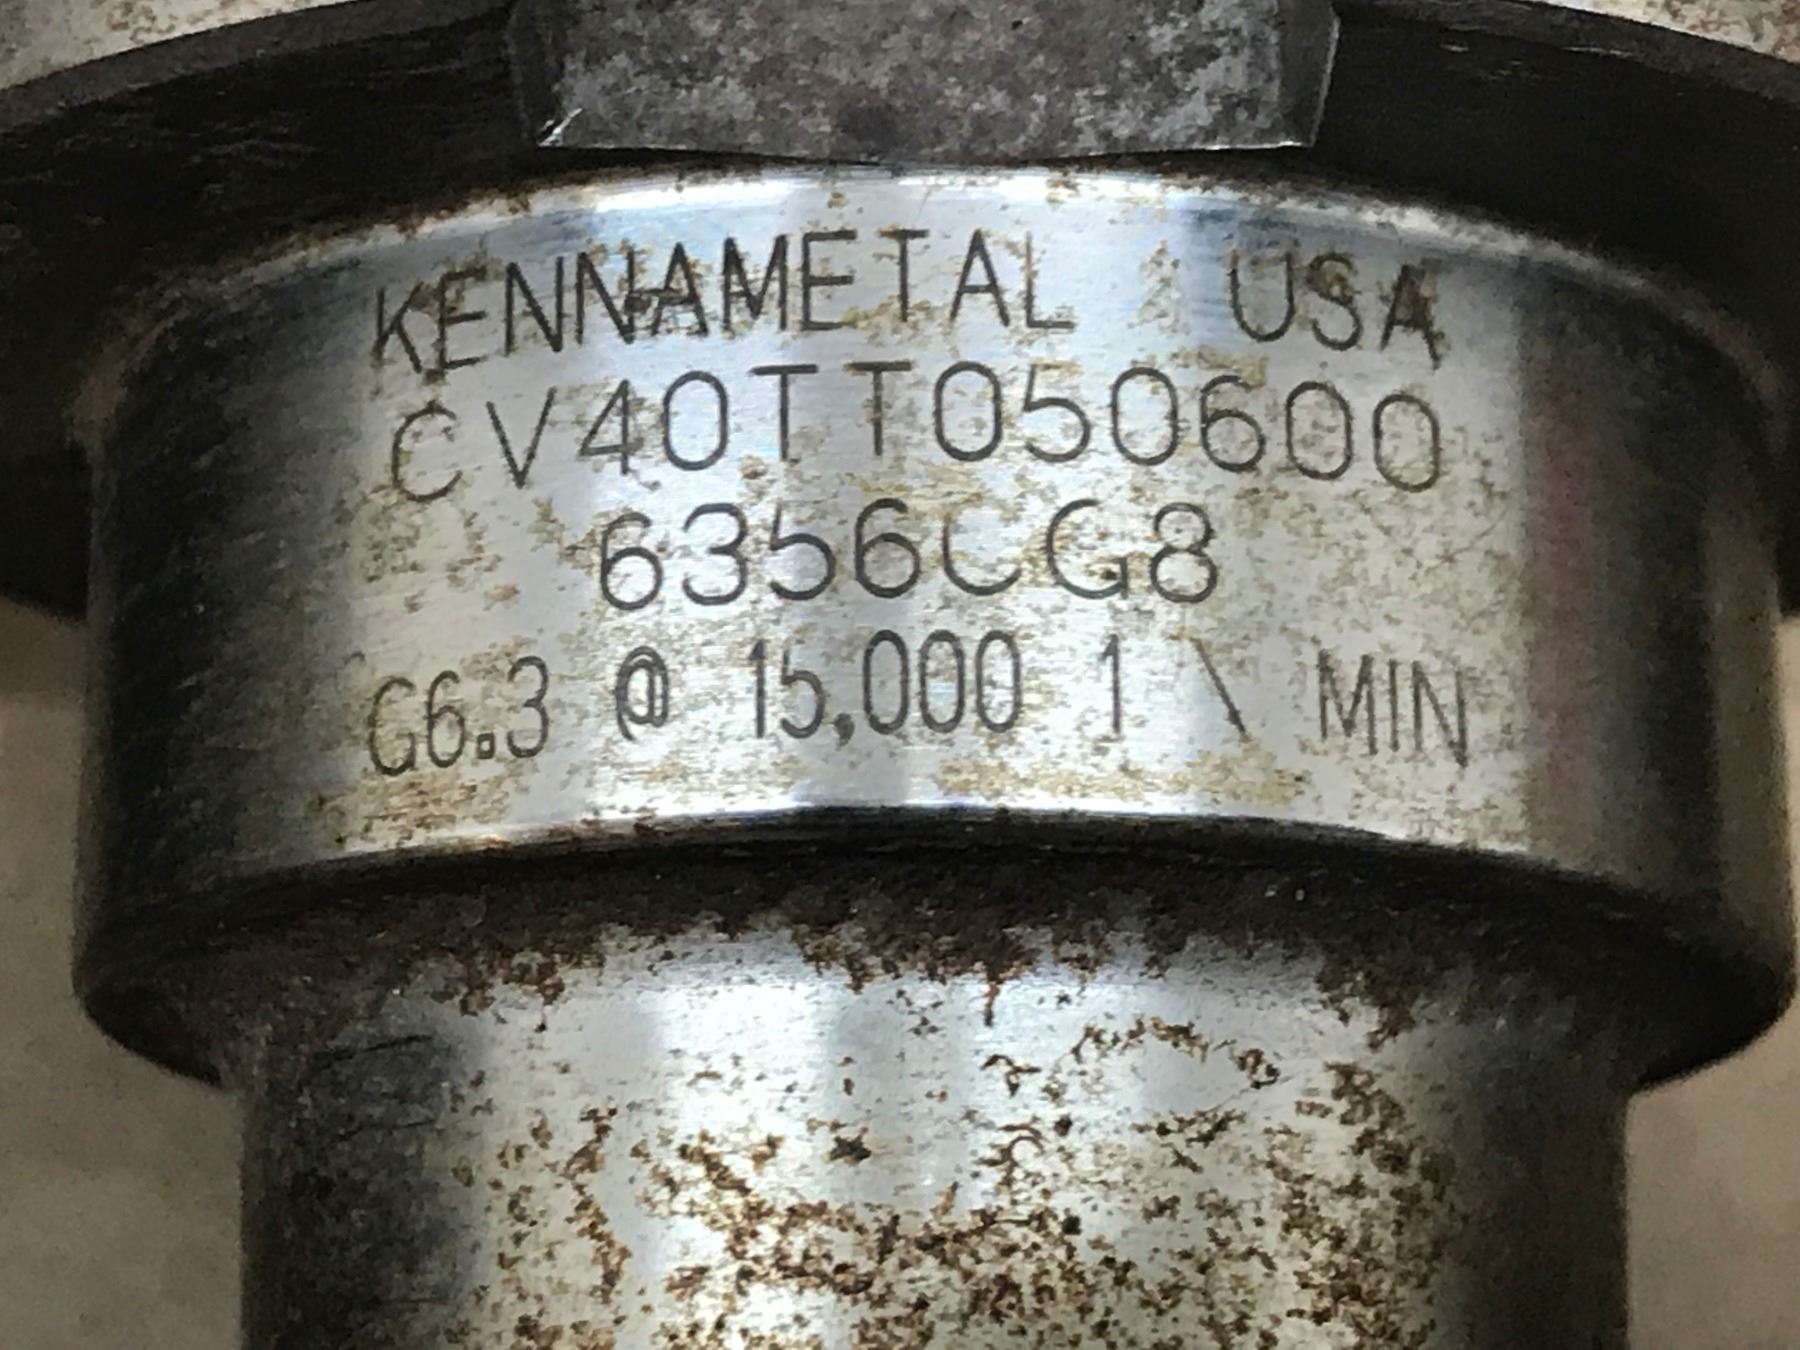 KENNAMETAL USA
CV40TT050600
6356CG8
G6.3 @ 15,000 1 \ MIN